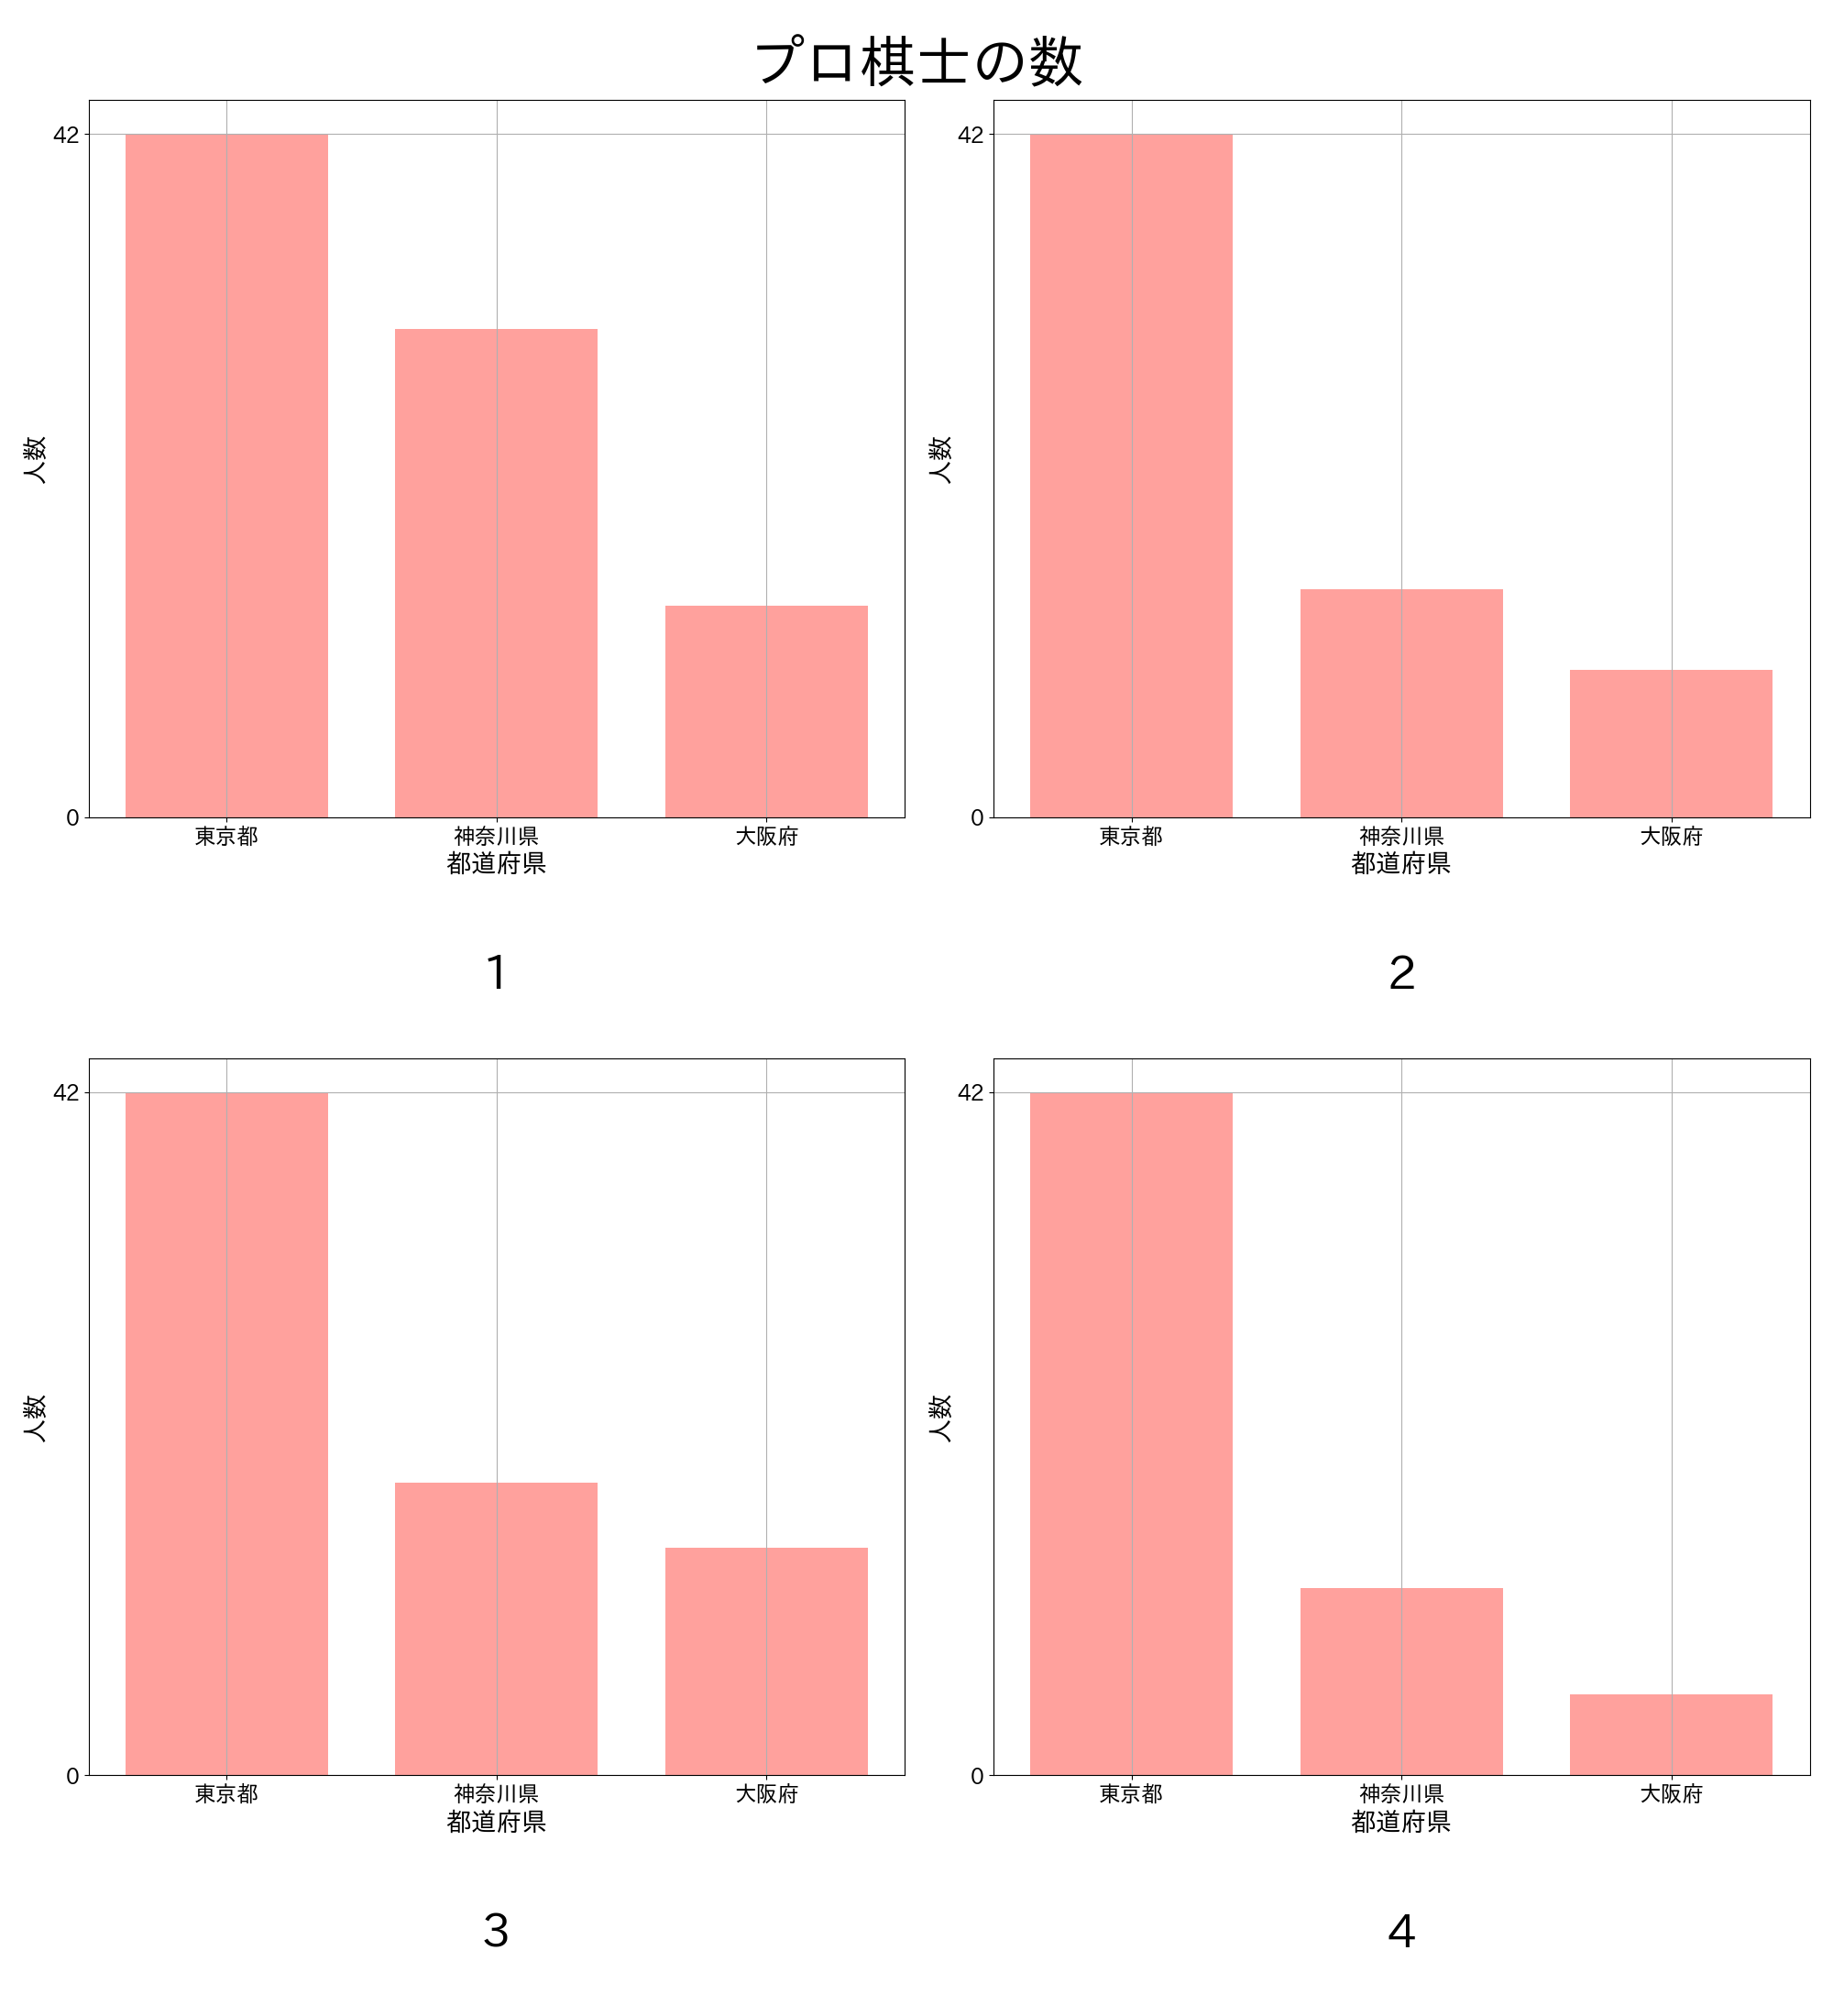 プロ棋士の数
42
0
人数
東京都 神奈川県 大阪府
都道府県
1
42
0
人数
東京都 神奈川県 大阪府
都道府県
2
42
0
人数
東京都 神奈川県 大阪府
都道府県
3
42
0
人数
東京都 神奈川県 大阪府
都道府県
4